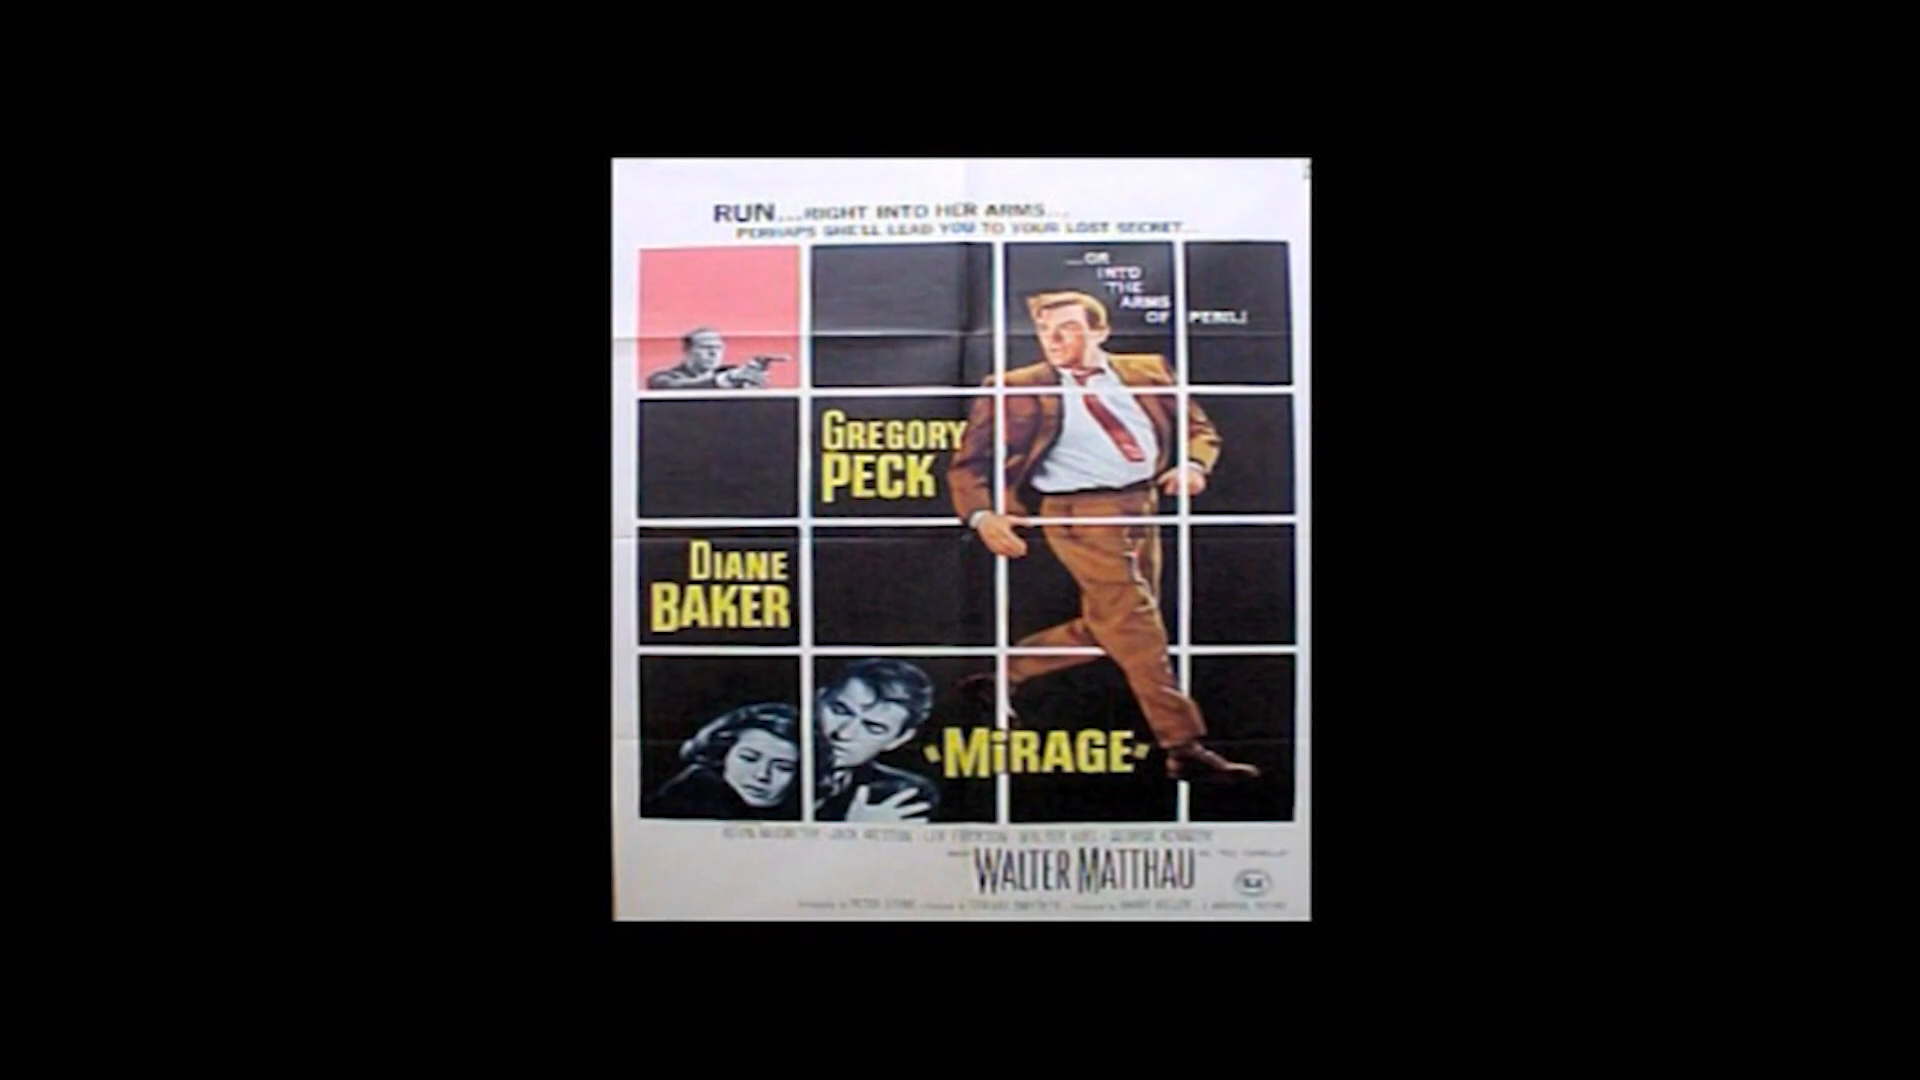 RUN...RIGHT INTO HER ARMS...
PERHAPS SHE'LL LEAD YOU TO YOUR LOST SECRET...
...OR
INTO
THE
ARMS
OF PERIL!
GREGORY
PECK
DIANE
BAKER
"MiRAGE"
WALTER MATTHAU